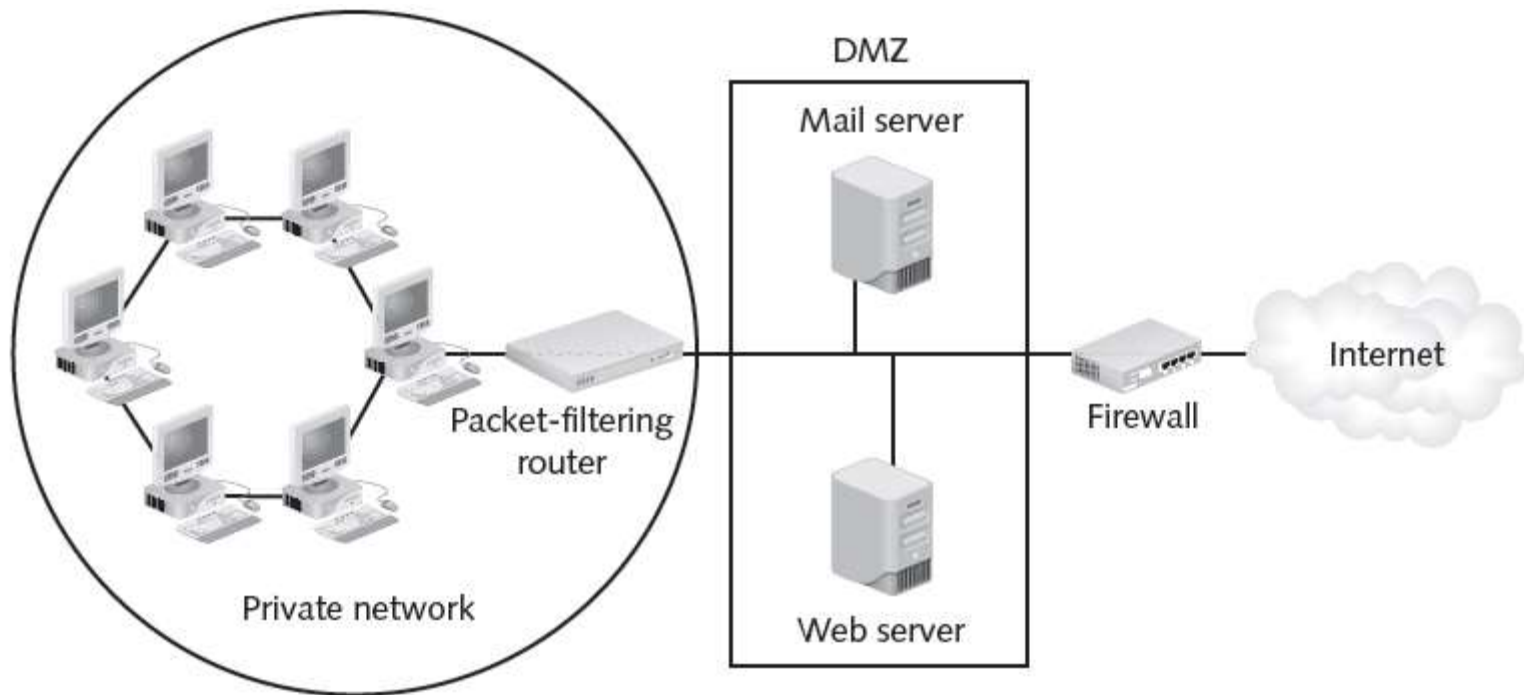 DMZ
Mail server
Packet-filtering
router
Firewall
Internet
Private network
Web server